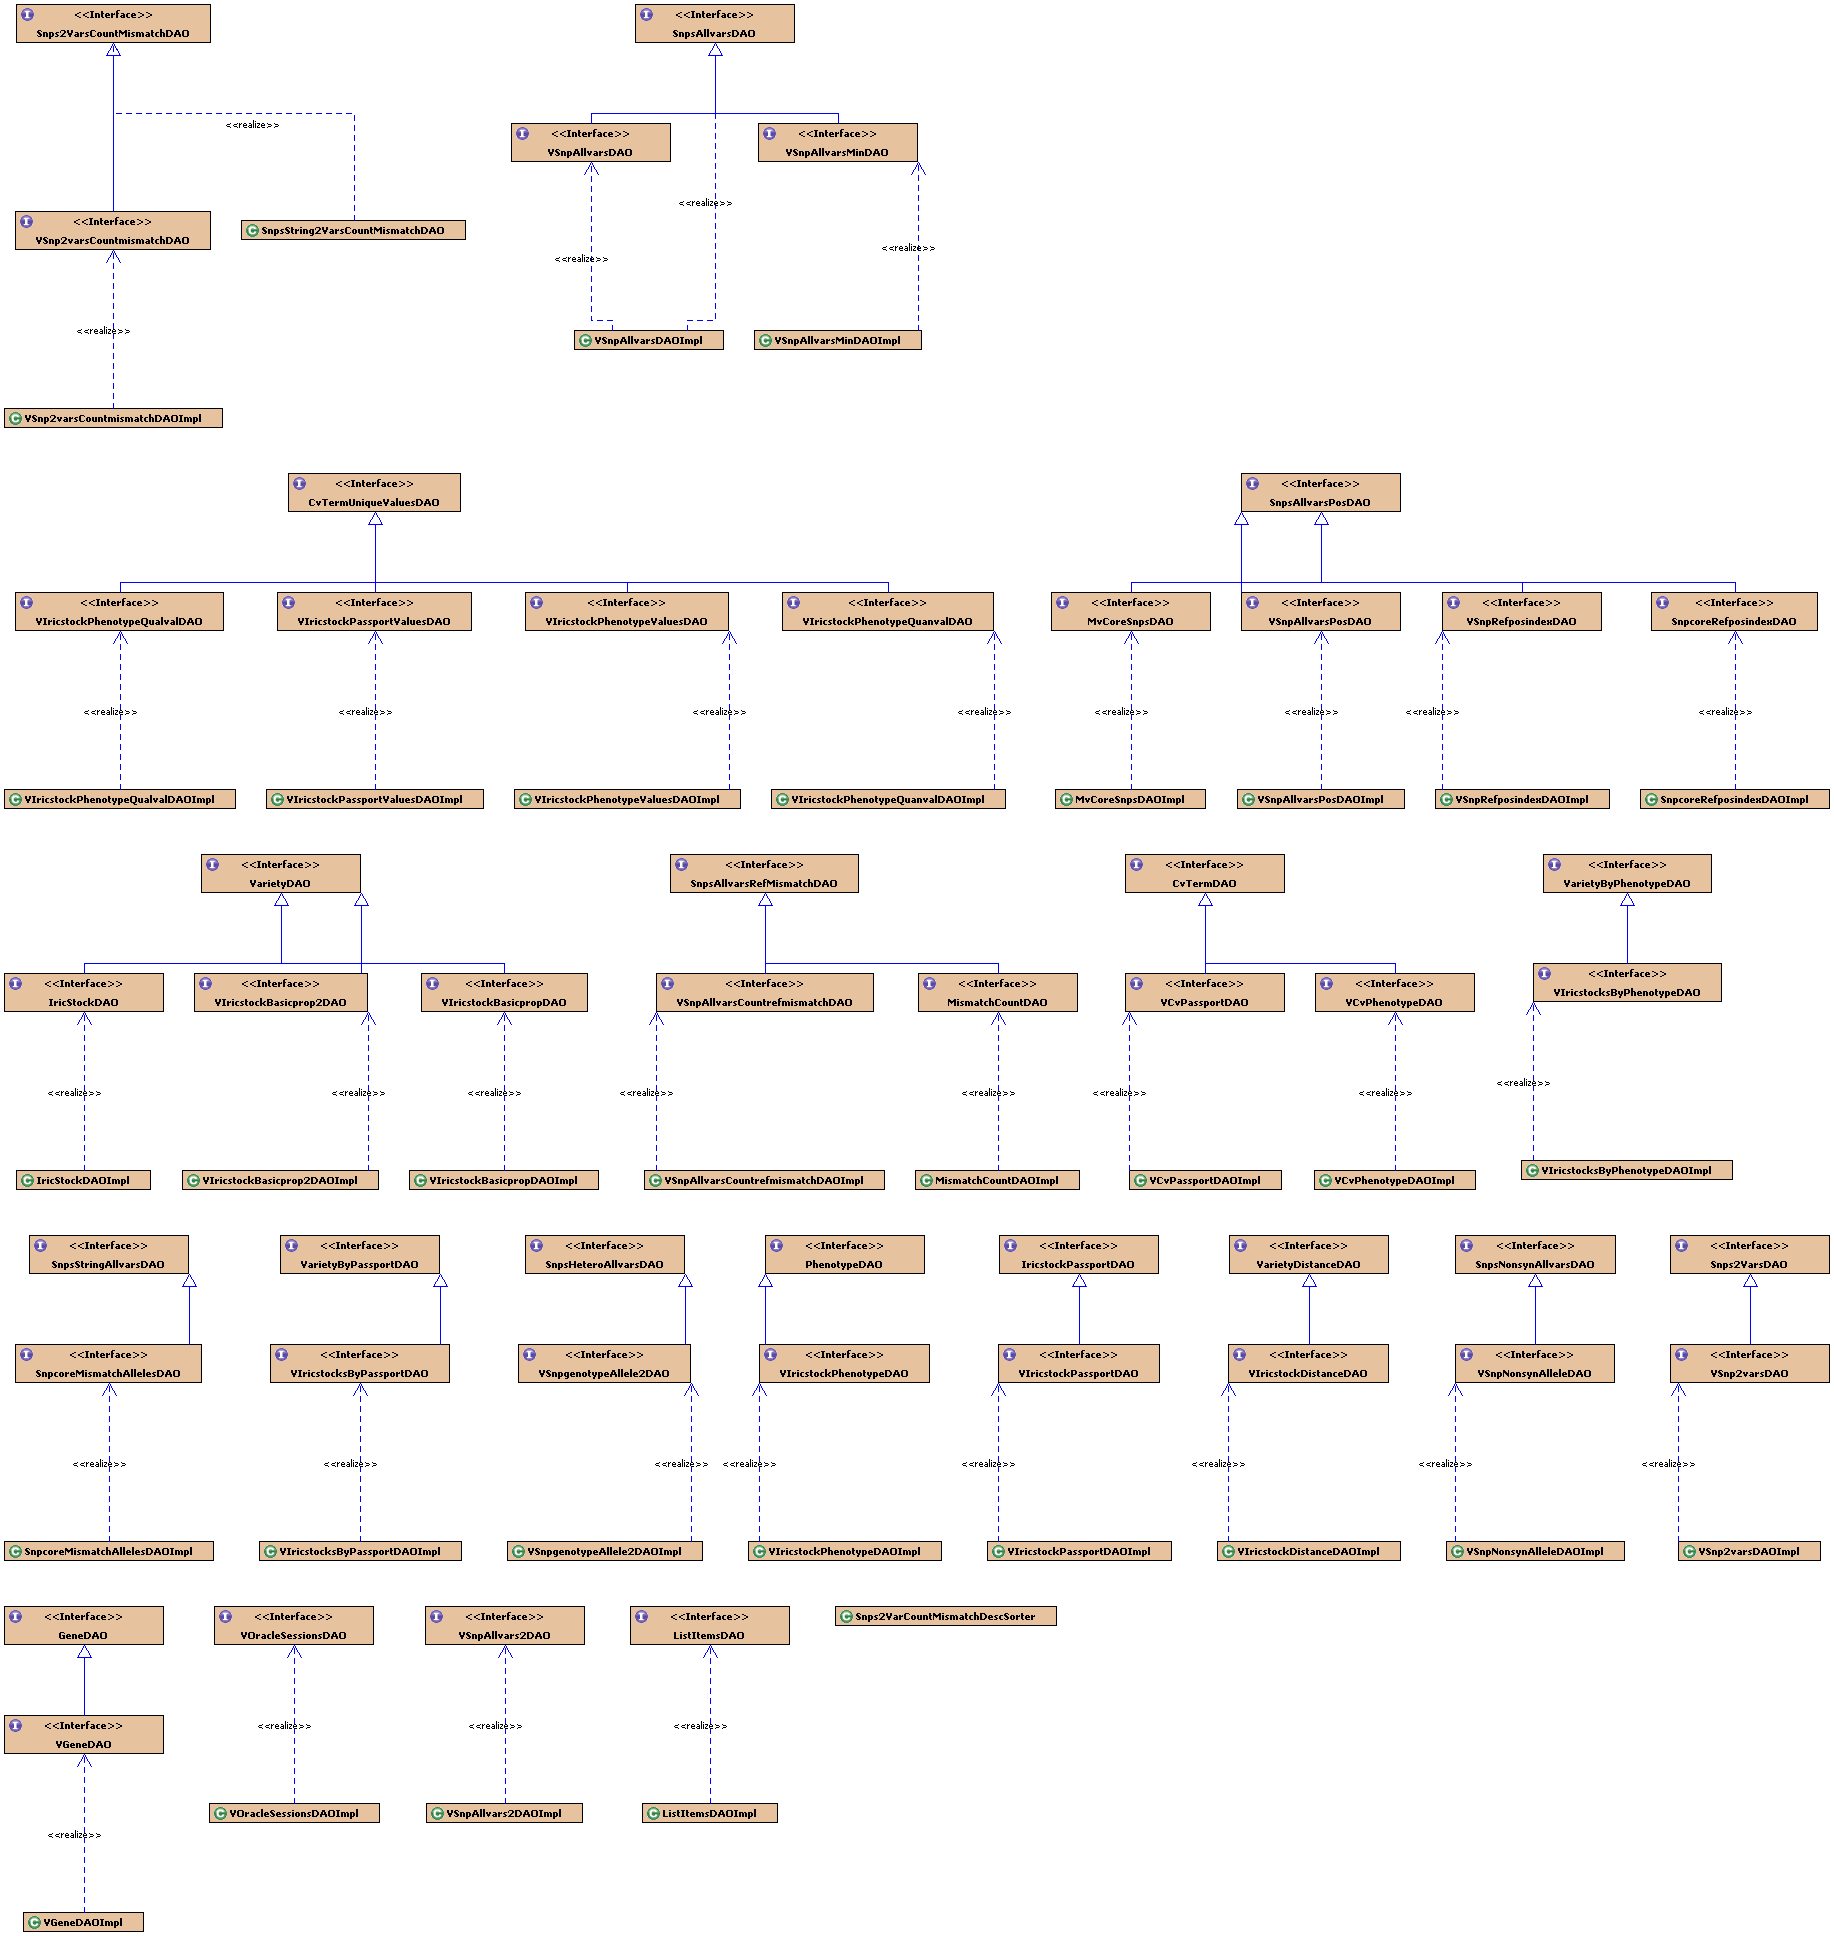 <<Interface>>
Snps2VarsCountMismatchDAO
<<Interface>>
SnpsAllvarsDAO
<<realize>>
<<Interface>>
VSnpAllvarsDAO
<<Interface>>
VSnpAllvarsMinDAO
<<Interface>>
VSnp2varsCountmismatchDAO
SnpsString2VarsCountMismatchDAO
<<realize>>
<<realize>>
<<realize>>
<<realize>>
VSnpAllvarsDAOImpl
VSnpAllvarsMinDAOImpl
VSnp2varsCountmismatchDAOImpl
<<Interface>>
CvTermUniqueValuesDAO
<<Interface>>
SnpsAllvarsPosDAO
<<Interface>>
VIricstockPhenotypeQualvalDAO
<<Interface>>
VIricstockPassportValuesDAO
<<Interface>>
VIricstockPhenotypeValuesDAO
<<Interface>>
VIricstockPhenotypeQuanvalDAO
<<Interface>>
MvCoreSnpsDAO
<<Interface>>
VSnpAllvarsPosDAO
<<Interface>>
VSnpRefposindexDAO
<<Interface>>
SnpcoreRefposindexDAO
<<realize>>
<<realize>>
<<realize>>
<<realize>>
<<realize>>
<<realize>>
<<realize>>
<<realize>>
VIricstockPhenotypeQualvalDAOImpl
VIricstockPassportValuesDAOImpl
VIricstockPhenotypeValuesDAOImpl
VIricstockPhenotypeQuanvalDAOImpl
MvCoreSnpsDAOImpl
VSnpAllvarsPosDAOImpl
VSnpRefposindexDAOImpl
SnpcoreRefposindexDAOImpl
<<Interface>>
VarietyDAO
<<Interface>>
SnpsAllvarsRefMismatchDAO
<<Interface>>
CvTermDAO
<<Interface>>
VarietyByPhenotypeDAO
<<Interface>>
IricStockDAO
<<Interface>>
VIricstockBasicprop2DAO
<<Interface>>
VIricstockBasicpropDAO
<<Interface>>
VSnpAllvarsCountrefmismatchDAO
<<Interface>>
MismatchCountDAO
<<Interface>>
VCvPassportDAO
<<Interface>>
VCvPhenotypeDAO
<<Interface>>
VIricstocksByPhenotypeDAO
<<realize>>
<<realize>>
<<realize>>
<<realize>>
<<realize>>
<<realize>>
<<realize>>
<<realize>>
IricStockDAOImpl
VIricstockBasicprop2DAOImpl
VIricstockBasicpropDAOImpl
VSnpAllvarsCountrefmismatchDAOImpl
MismatchCountDAOImpl
VCvPassportDAOImpl
VCvPhenotypeDAOImpl
VIricstocksByPhenotypeDAOImpl
<<Interface>>
SnpsStringAllvarsDAO
<<Interface>>
VarietyByPassportDAO
<<Interface>>
SnpsHeteroAllvarsDAO
<<Interface>>
PhenotypeDAO
<<Interface>>
IricstockPassportDAO
<<Interface>>
VarietyDistanceDAO
<<Interface>>
SnpsNonsynAllvarsDAO
<<Interface>>
Snps2VarsDAO
<<Interface>>
SnpcoreMismatchAllelesDAO
<<Interface>>
VIricstocksByPassportDAO
<<Interface>>
VSnpgenotypeAllele2DAO
<<Interface>>
VIricstockPhenotypeDAO
<<Interface>>
VIricstockPassportDAO
<<Interface>>
VIricstockDistanceDAO
<<Interface>>
VSnpNonsynAlleleDAO
<<Interface>>
VSnp2varsDAO
<<realize>>
<<realize>>
<<realize>>
<<realize>>
<<realize>>
<<realize>>
<<realize>>
<<realize>>
SnpcoreMismatchAllelesDAOImpl
VIricstocksByPassportDAOImpl
VSnpgenotypeAllele2DAOImpl
VIricstockPhenotypeDAOImpl
VIricstockPassportDAOImpl
VIricstockDistanceDAOImpl
VSnpNonsynAlleleDAOImpl
VSnp2varsDAOImpl
<<Interface>>
GeneDAO
<<Interface>>
VOracleSessionsDAO
<<Interface>>
VSnpAllvars2DAO
<<Interface>>
ListItemsDAO
Snps2VarCountMismatchDescSorter
<<Interface>>
VGeneDAO
<<realize>>
<<realize>>
<<realize>>
VOracleSessionsDAOImpl
VSnpAllvars2DAOImpl
ListItemsDAOImpl
<<realize>>
VGeneDAOImpl